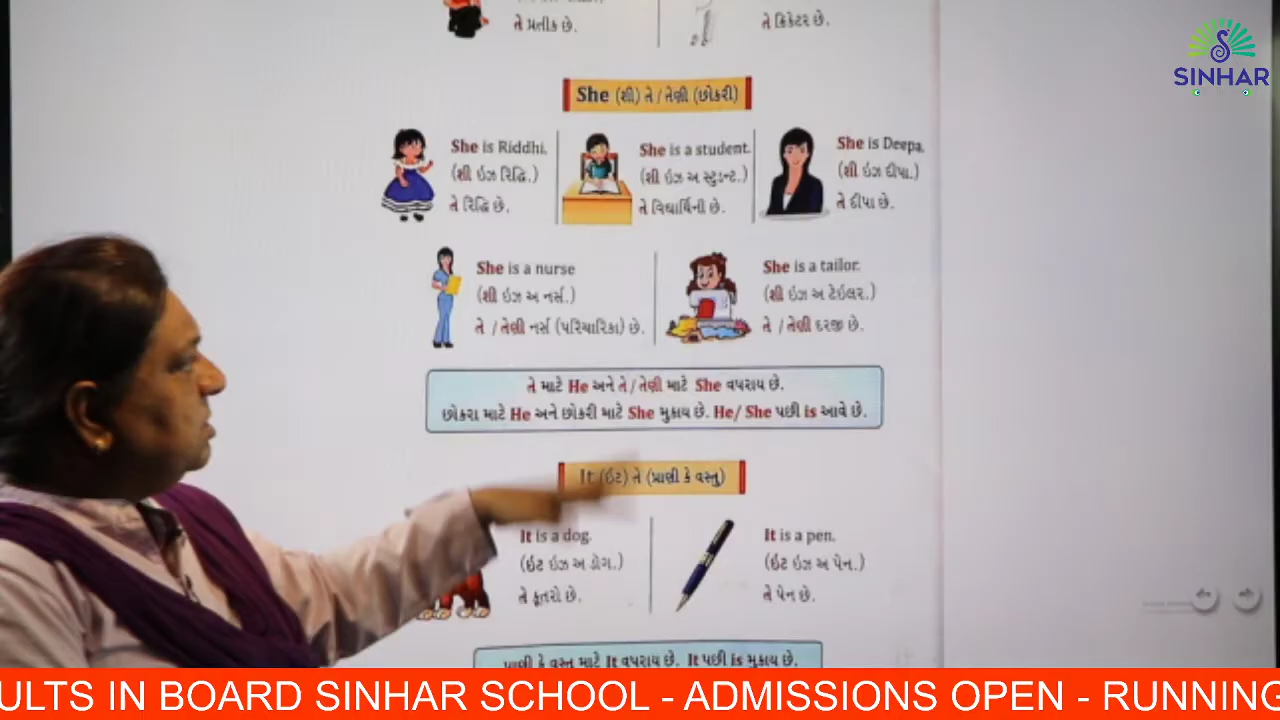 તે પ્રતીક છે.
તે ક્રિકેટર છે.
SINHAR
She (શી) તે / તેણી (છોકરી)
She is Riddhi.
(શી ઇઝ રિદ્ધિ.)
તે રિદ્ધિ છે.
She is a student.
(શી ઇઝ અ સ્ટુડન્ટ.)
તે વિદ્યાર્થિની છે.
She is Deepa.
(શી ઇઝ દીપા.)
તે દીપા છે.
She is a nurse
(શી ઇઝ અ નર્સ.)
તે / તેણી નર્સ (પરિચારિકા) છે.
She is a tailor.
(શી ઇઝ અ ટેઇલર.)
તે / તેણી દરજી છે.
તે માટે He અને તે / તેણી માટે She વપરાય છે.
છોકરા માટે He અને છોકરી માટે She મુકાય છે. He/ She પછી is આવે છે.
It (ઇટ) તે (પ્રાણી કે વસ્તુ)
It is a dog.
(ઇટ ઇઝ અ ડોગ.)
તે કૂતરો છે.
It is a pen.
(ઇટ ઇઝ અ પેન.)
તે પેન છે.
પ્રાણી કે વસ્તુ માટે It વપરાય છે. It પછી is મુકાય છે.
ULTS IN BOARD SINHAR SCHOOL - ADMISSIONS OPEN - RUNNING